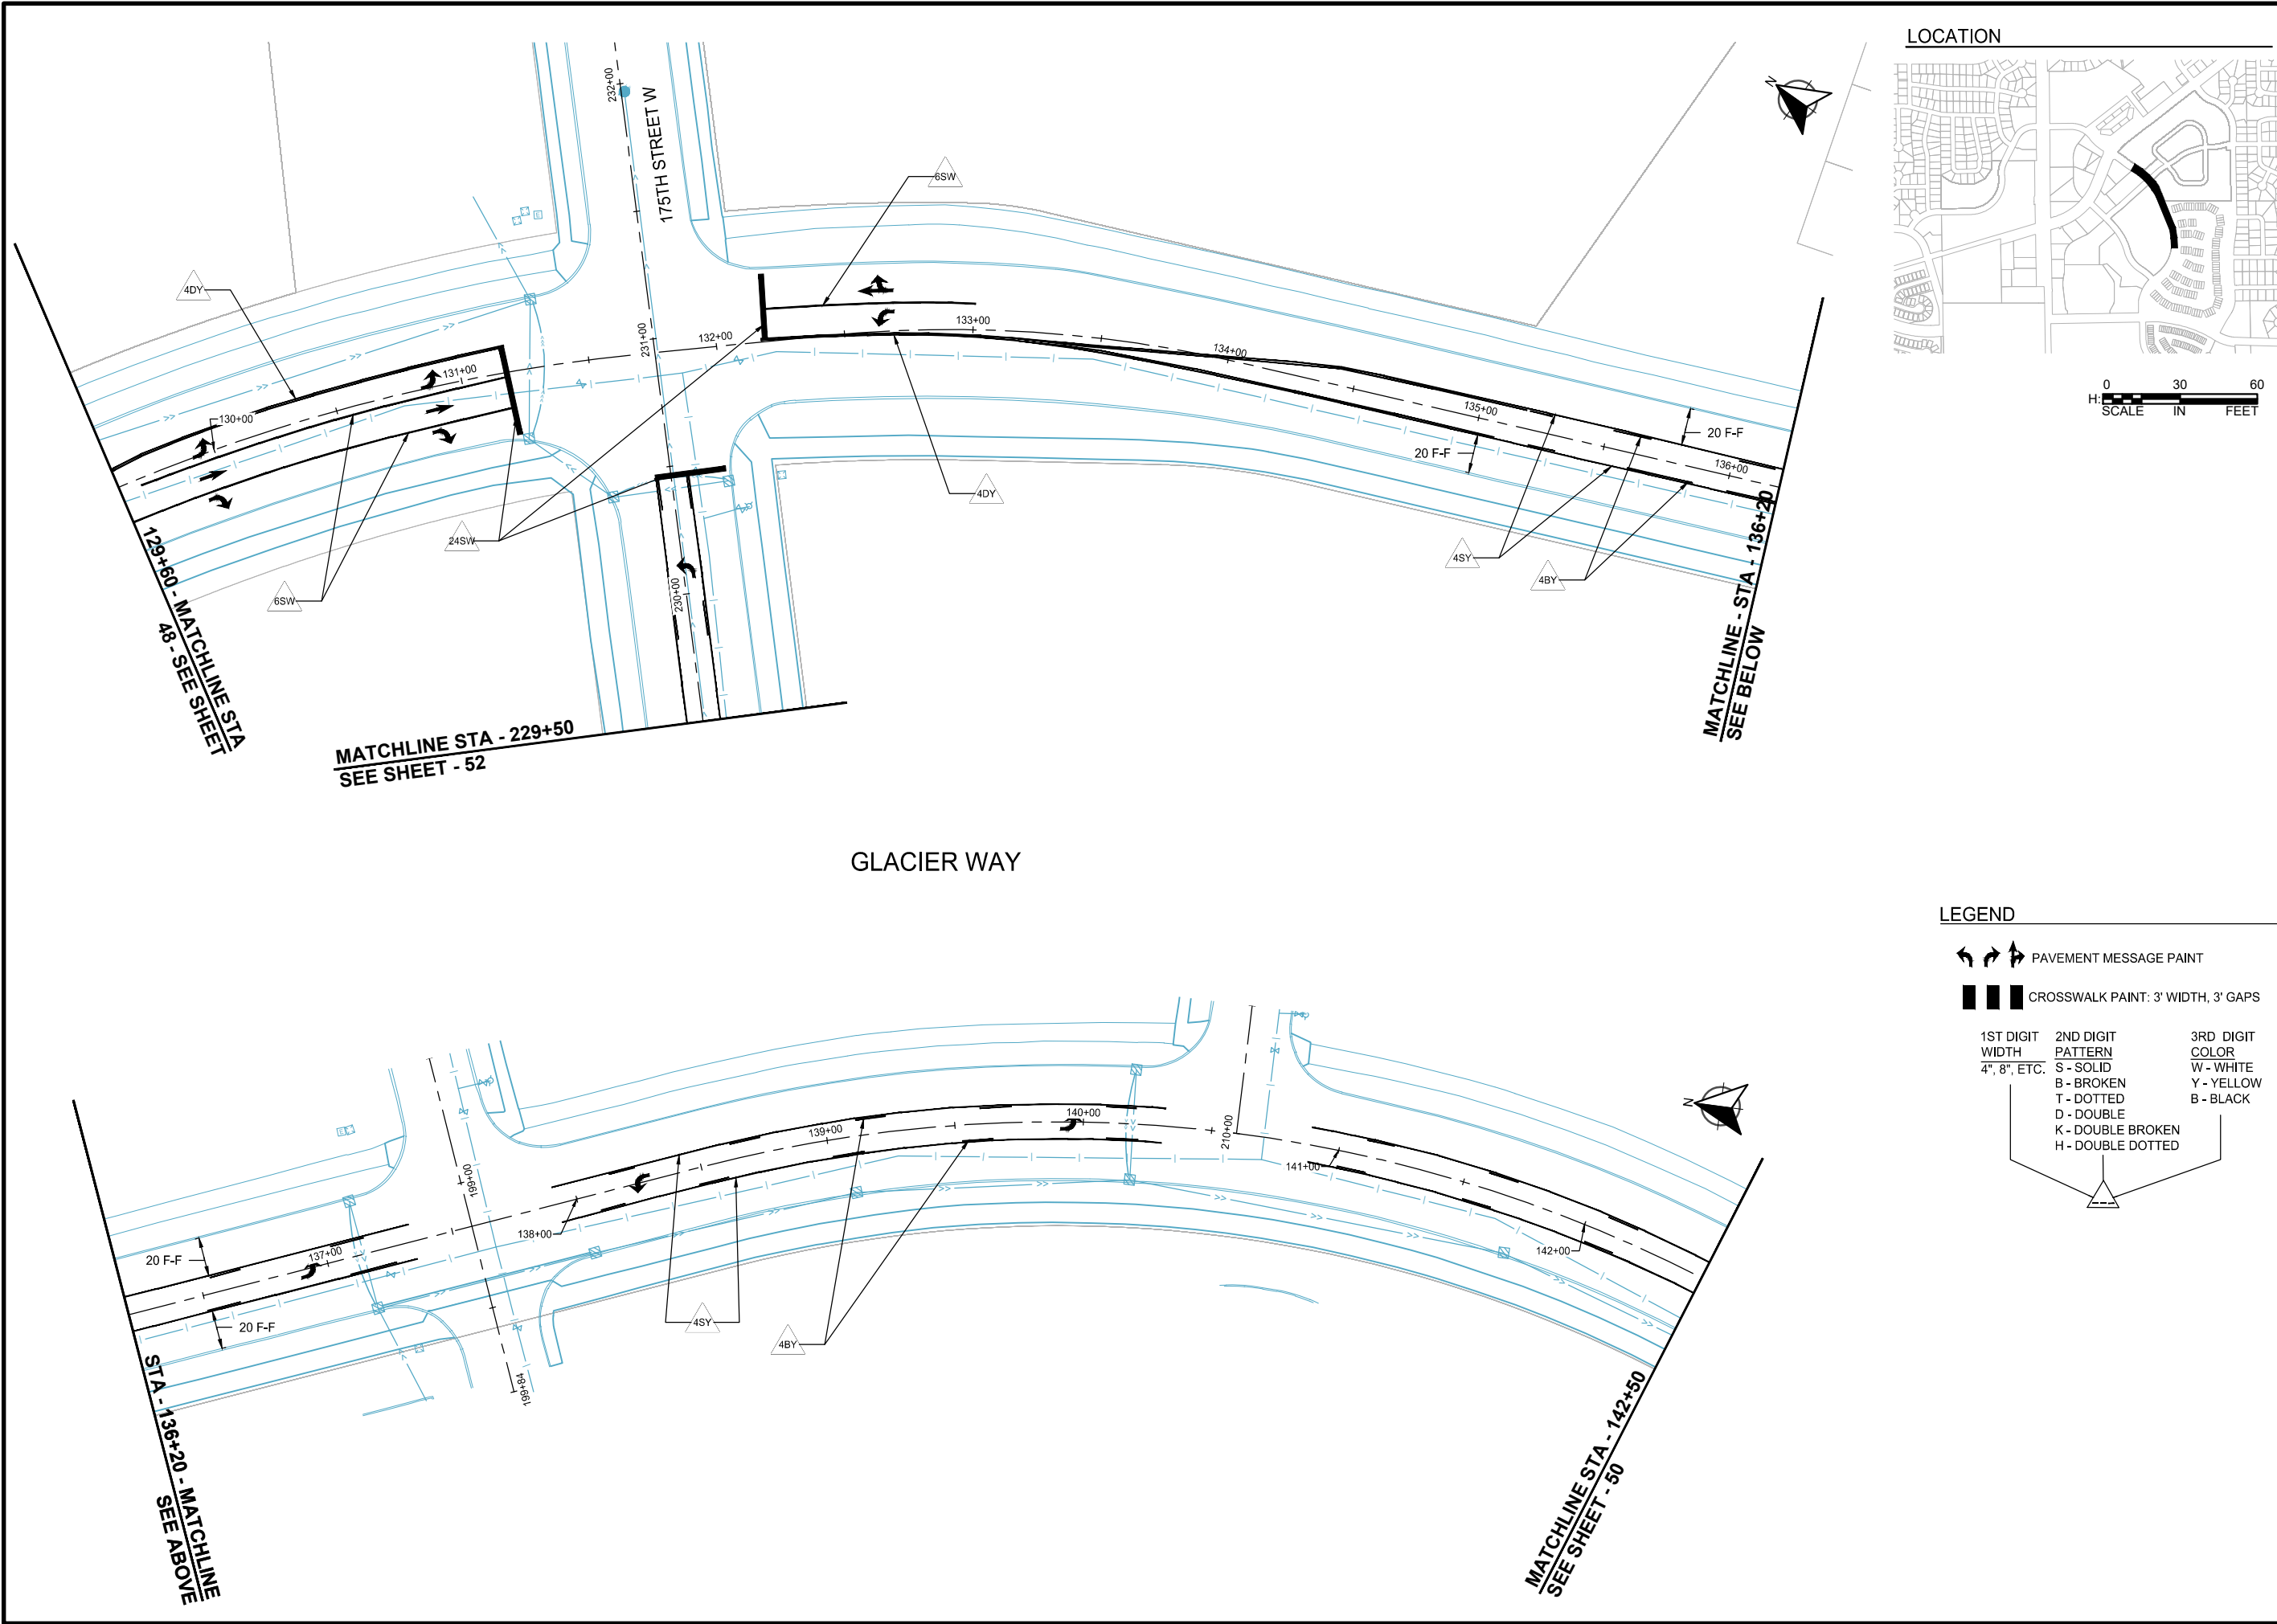 LOCATION
N
H:
0 30 60
SCALE IN FEET
232+00
175TH STREET W
6SW
4DY
231+00
132+00
133+00
134+00
131+00
130+00
135+00
136+00
20 F-F
20 F-F
4DY
24SW
6SW
230+00
4SY
4BY
129+60 - MATCHLINE STA
48 - SEE SHEET
MATCHLINE STA - 229+50
SEE SHEET - 52
MATCHLINE - STA - 136+20
SEE BELOW
GLACIER WAY
LEGEND
PAVEMENT MESSAGE PAINT
CROSSWALK PAINT: 3' WIDTH, 3' GAPS
1ST DIGIT 2ND DIGIT 3RD DIGIT
WIDTH PATTERN COLOR
4", 8", ETC. S - SOLID W - WHITE
B - BROKEN Y - YELLOW
T - DOTTED B - BLACK
D - DOUBLE
K - DOUBLE BROKEN
H - DOUBLE DOTTED
N
199+00
140+00
139+00
210+00
141+00
138+00
137+00
142+00
20 F-F
20 F-F
4SY
4BY
198+84
STA - 136+20 - MATCHLINE
SEE ABOVE
MATCHLINE STA - 142+50
SEE SHEET - 50